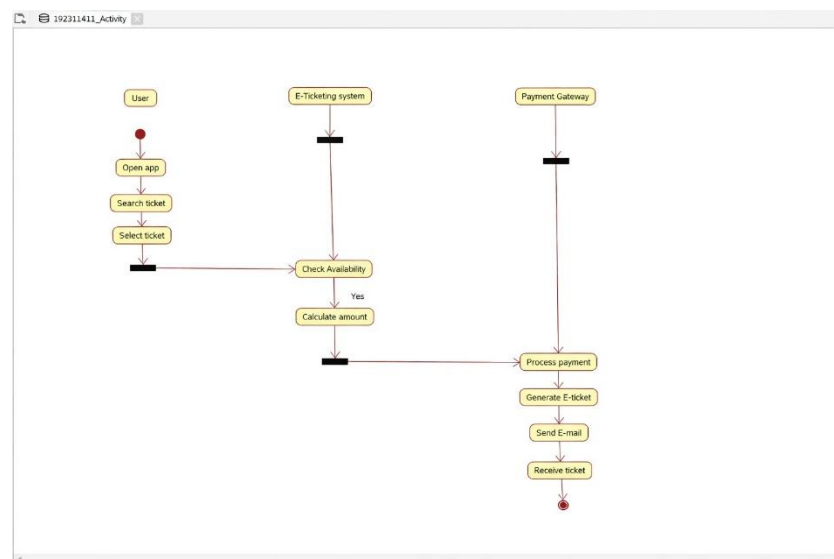 192311411_Activity
User
E-Ticketing system
Payment Gateway
Open app
Search ticket
Select ticket
Check Availability
Yes
Calculate amount
Process payment
Generate E-ticket
Send E-mail
Receive ticket